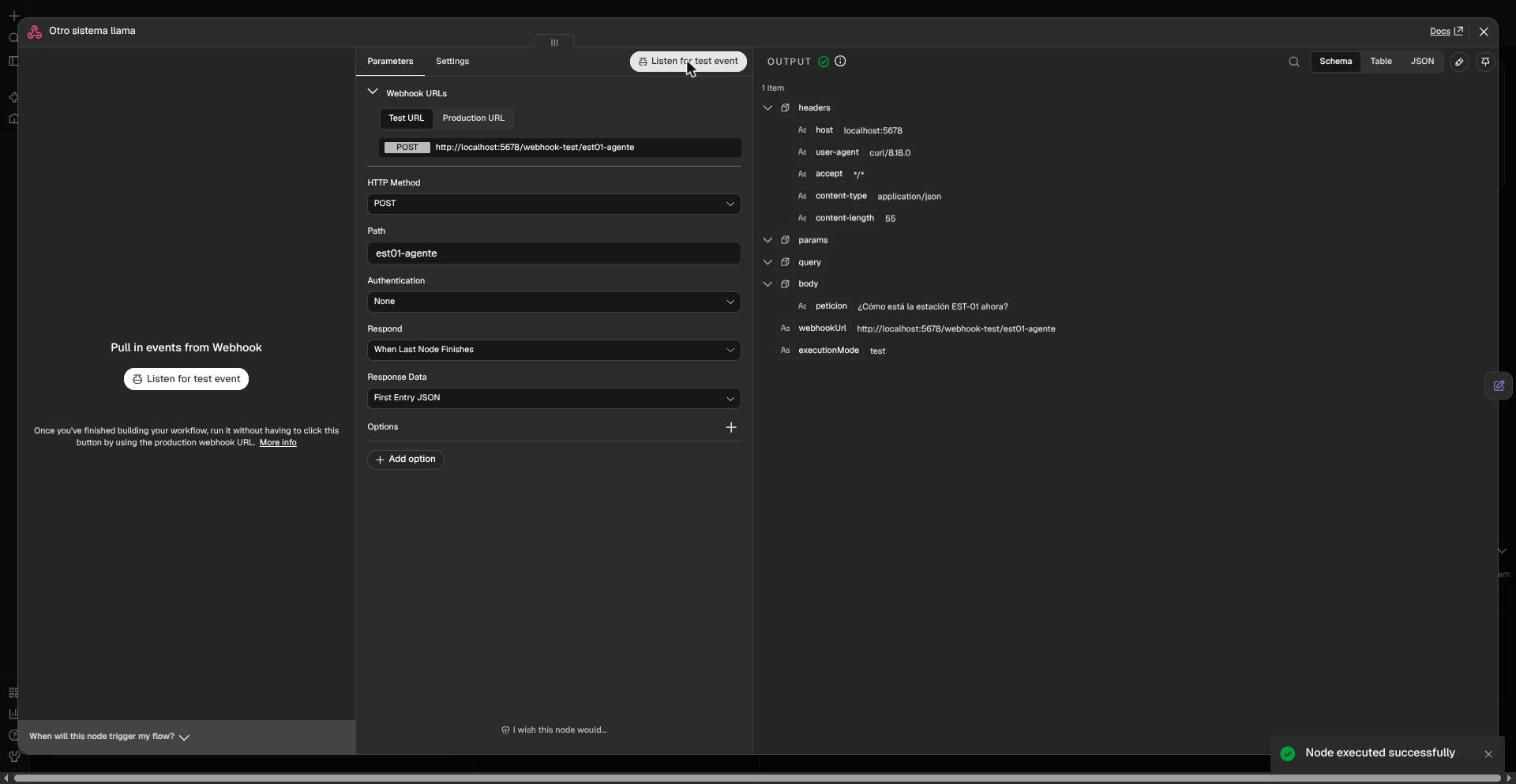 Otro sistema llama
Docs
Parameters
Settings
Listen for test event
OUTPUT
Schema
Table
JSON
1 item
Webhook URLs
Test URL
Production URL
POST
http://localhost:5678/webhook-test/est01-agente
HTTP Method
POST
Path
est01-agente
Authentication
None
Respond
When Last Node Finishes
Response Data
First Entry JSON
Options
Add option
I wish this node would...
Pull in events from Webhook
Listen for test event
Once you've finished building your workflow, run it without having to click this
button by using the production webhook URL. More info
When will this node trigger my flow?
headers
host localhost:5678
user-agent curl/8.18.0
accept */*
content-type application/json
content-length 55
params
query
body
peticion ¿Cómo está la estación EST-01 ahora?
webhookUrl http://localhost:5678/webhook-test/est01-agente
executionMode test
Node executed successfully